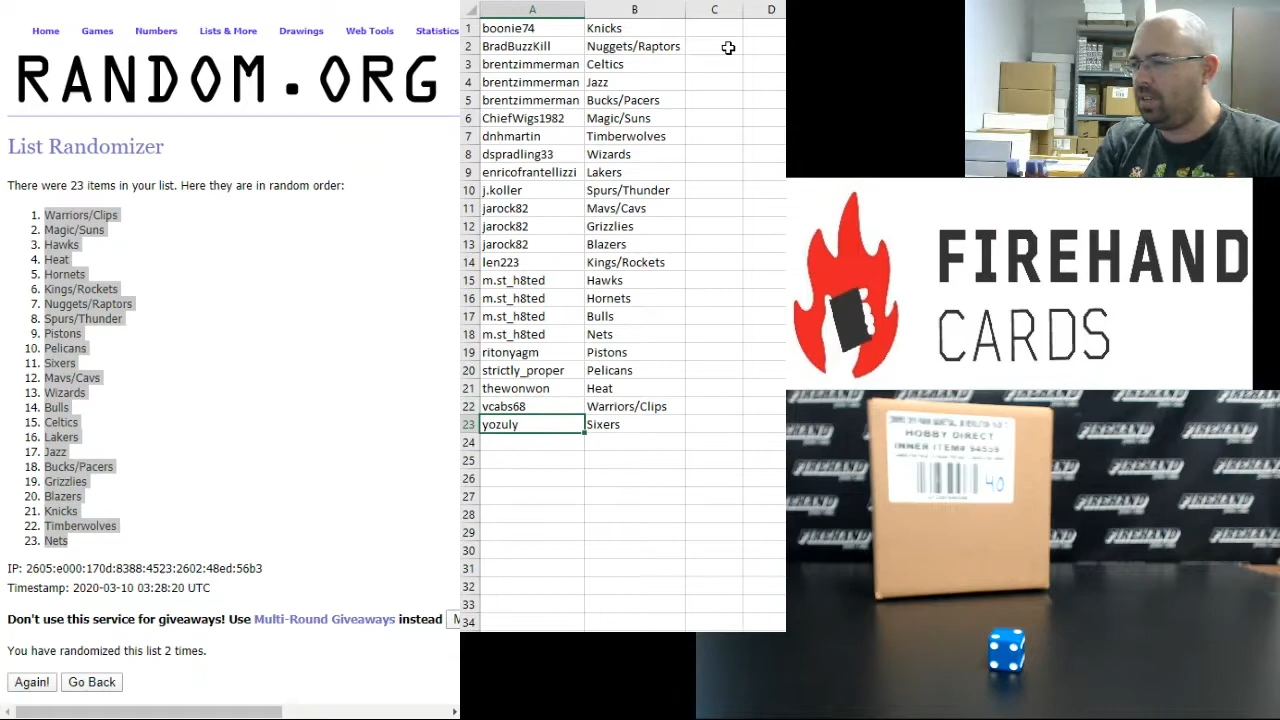 Home Games Numbers Lists & More Drawings Web Tools Statistics
RANDOM.ORG
List Randomizer
There were 23 items in your list. Here they are in random order:
1. Warriors/Clips
2. Magic/Suns
3. Hawks
4. Heat
5. Hornets
6. Kings/Rockets
7. Nuggets/Raptors
8. Spurs/Thunder
9. Pistons
10. Pelicans
11. Sixers
12. Mavs/Cavs
13. Wizards
14. Bulls
15. Celtics
16. Lakers
17. Jazz
18. Bucks/Pacers
19. Grizzlies
20. Blazers
21. Knicks
22. Timberwolves
23. Nets
IP: 2605:e000:170d:8388:4523:2602:48ed:56b3
Timestamp: 2020-03-10 03:28:20 UTC
Don't use this service for giveaways! Use Multi-Round Giveaways instead
You have randomized this list 2 times.
Again! Go Back
A B C D
1 boonie74 Knicks
2 BradBuzzKill Nuggets/Raptors
3 brentzimmerman Celtics
4 brentzimmerman Jazz
5 brentzimmerman Bucks/Pacers
6 ChiefWigs1982 Magic/Suns
7 dnhmartin Timberwolves
8 dspradling33 Wizards
9 enricofrantellizzi Lakers
10 j.koller Spurs/Thunder
11 jarock82 Mavs/Cavs
12 jarock82 Grizzlies
13 jarock82 Blazers
14 len223 Kings/Rockets
15 m.st_h8ted Hawks
16 m.st_h8ted Hornets
17 m.st_h8ted Bulls
18 m.st_h8ted Nets
19 ritonyagm Pistons
20 strictly_proper Pelicans
21 thewonwon Heat
22 vcabs68 Warriors/Clips
23 yozuly Sixers
24
25
26
27
28
29
30
31
32
33
34
FIREHAND
CARDS
HOBBY DIRECT
INNER ITEM# 94559
40
FIREHAND
FIREHAND
FIREHAND
FIREHAND